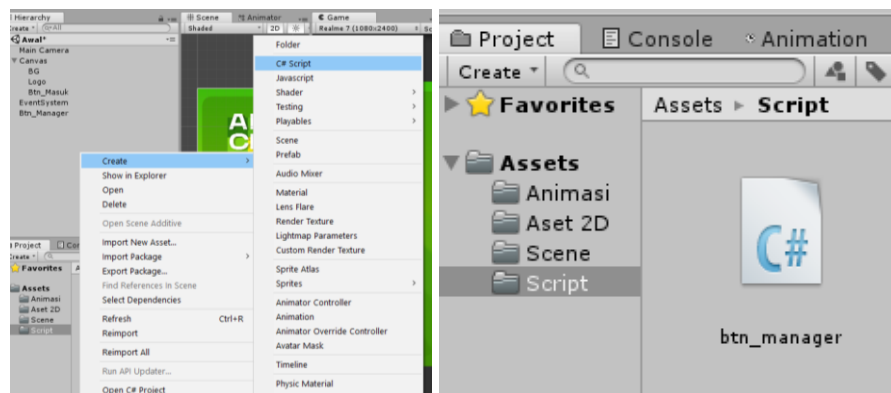 Hierarchy
Create
All
Awal*
Main Camera
Canvas
BG
Logo
Btn_Masuk
EventSystem
Btn_Manager
Scene
Animator
Game
Shaded
2D
Realme 7 (1080x2400)
Sc
Create
Show in Explorer
Open
Delete
Open Scene Additive
Import New Asset...
Import Package
Export Package...
Find References In Scene
Select Dependencies
Refresh Ctrl+R
Reimport
Reimport All
Run API Updater...
Open C# Project
Folder
C# Script
Javascript
Shader
Testing
Playables
Scene
Prefab
Audio Mixer
Material
Lens Flare
Render Texture
Lightmap Parameters
Custom Render Texture
Sprite Atlas
Sprites
Animator Controller
Animation
Animator Override Controller
Avatar Mask
Timeline
Physic Material
Project
Con
Create
Favorites
A
Assets
Animasi
Aset 2D
Scene
Script
Project
Console
Animation
Create
Favorites
Assets
Animasi
Aset 2D
Scene
Script
Assets ▸ Script
C#
btn_manager